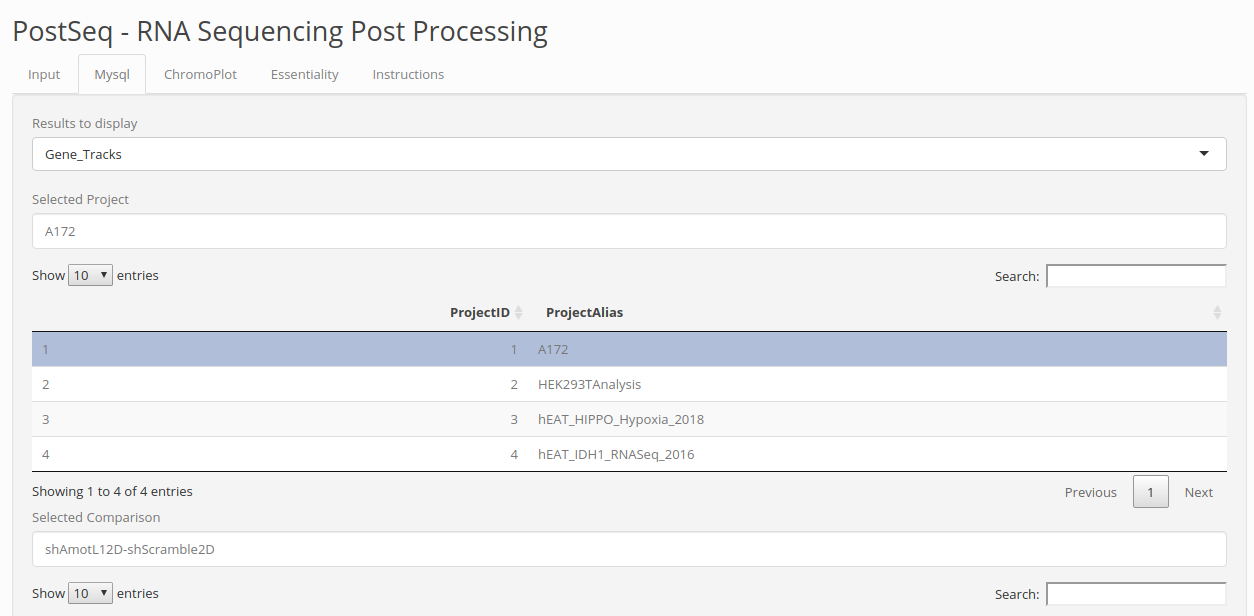 PostSeq - RNA Sequencing Post Processing
Input Mysql ChromoPlot Essentiality Instructions
Results to display
Gene_Tracks
Selected Project
A172
Show 10 entries Search:
ProjectID ProjectAlias
1 1 A172
2 2 HEK293TAnalysis
3 3 hEAT_HIPPO_Hypoxia_2018
4 4 hEAT_IDH1_RNASeq_2016
Showing 1 to 4 of 4 entries Previous 1 Next
Selected Comparison
shAmotL12D-shScramble2D
Show 10 entries Search: